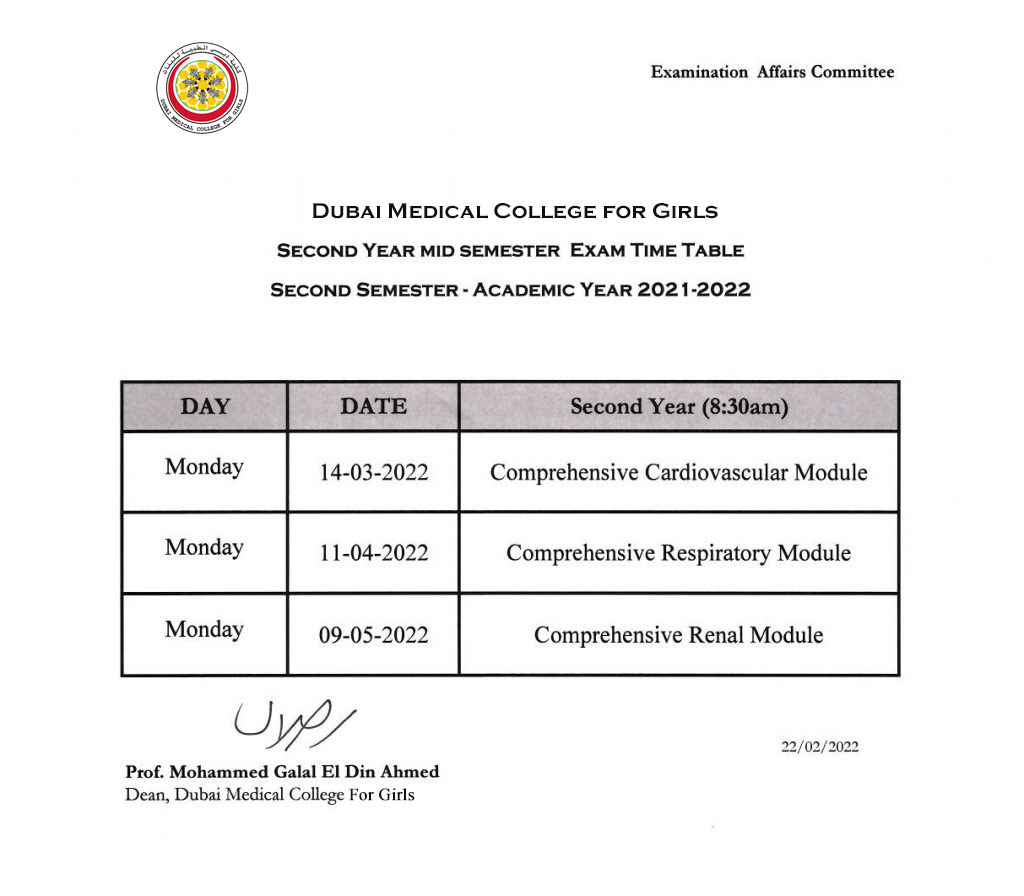 كلية دبي الطبية للبنات
DUBAI MEDICAL COLLEGE FOR GIRLS
Examination Affairs Committee
DUBAI MEDICAL COLLEGE FOR GIRLS
SECOND YEAR MID SEMESTER EXAM TIME TABLE
SECOND SEMESTER - ACADEMIC YEAR 2021-2022
DAY DATE Second Year (8:30am)
Monday 14-03-2022 Comprehensive Cardiovascular Module
Monday 11-04-2022 Comprehensive Respiratory Module
Monday 09-05-2022 Comprehensive Renal Module
22/02/2022
Prof. Mohammed Galal El Din Ahmed
Dean, Dubai Medical College For Girls